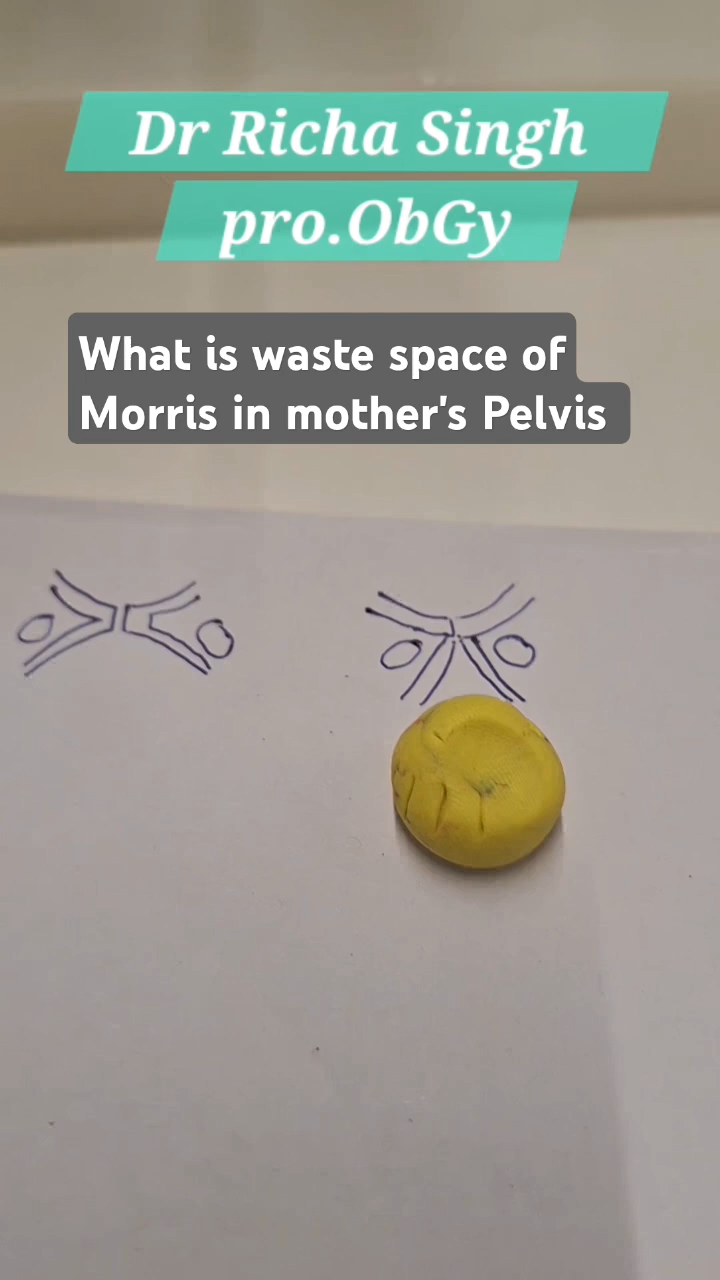 Dr Richa Singh
pro.ObGy
What is waste space of
Morris in mother's Pelvis